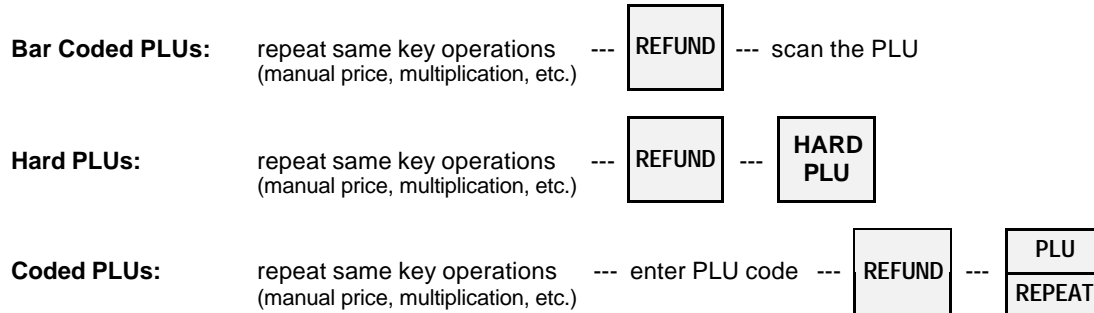 Bar Coded PLUs: repeat same key operations --- REFUND --- scan the PLU
(manual price, multiplication, etc.)
Hard PLUs: repeat same key operations --- REFUND --- HARD PLU
(manual price, multiplication, etc.)
Coded PLUs: repeat same key operations --- enter PLU code --- REFUND --- PLU
(manual price, multiplication, etc.) REPEAT